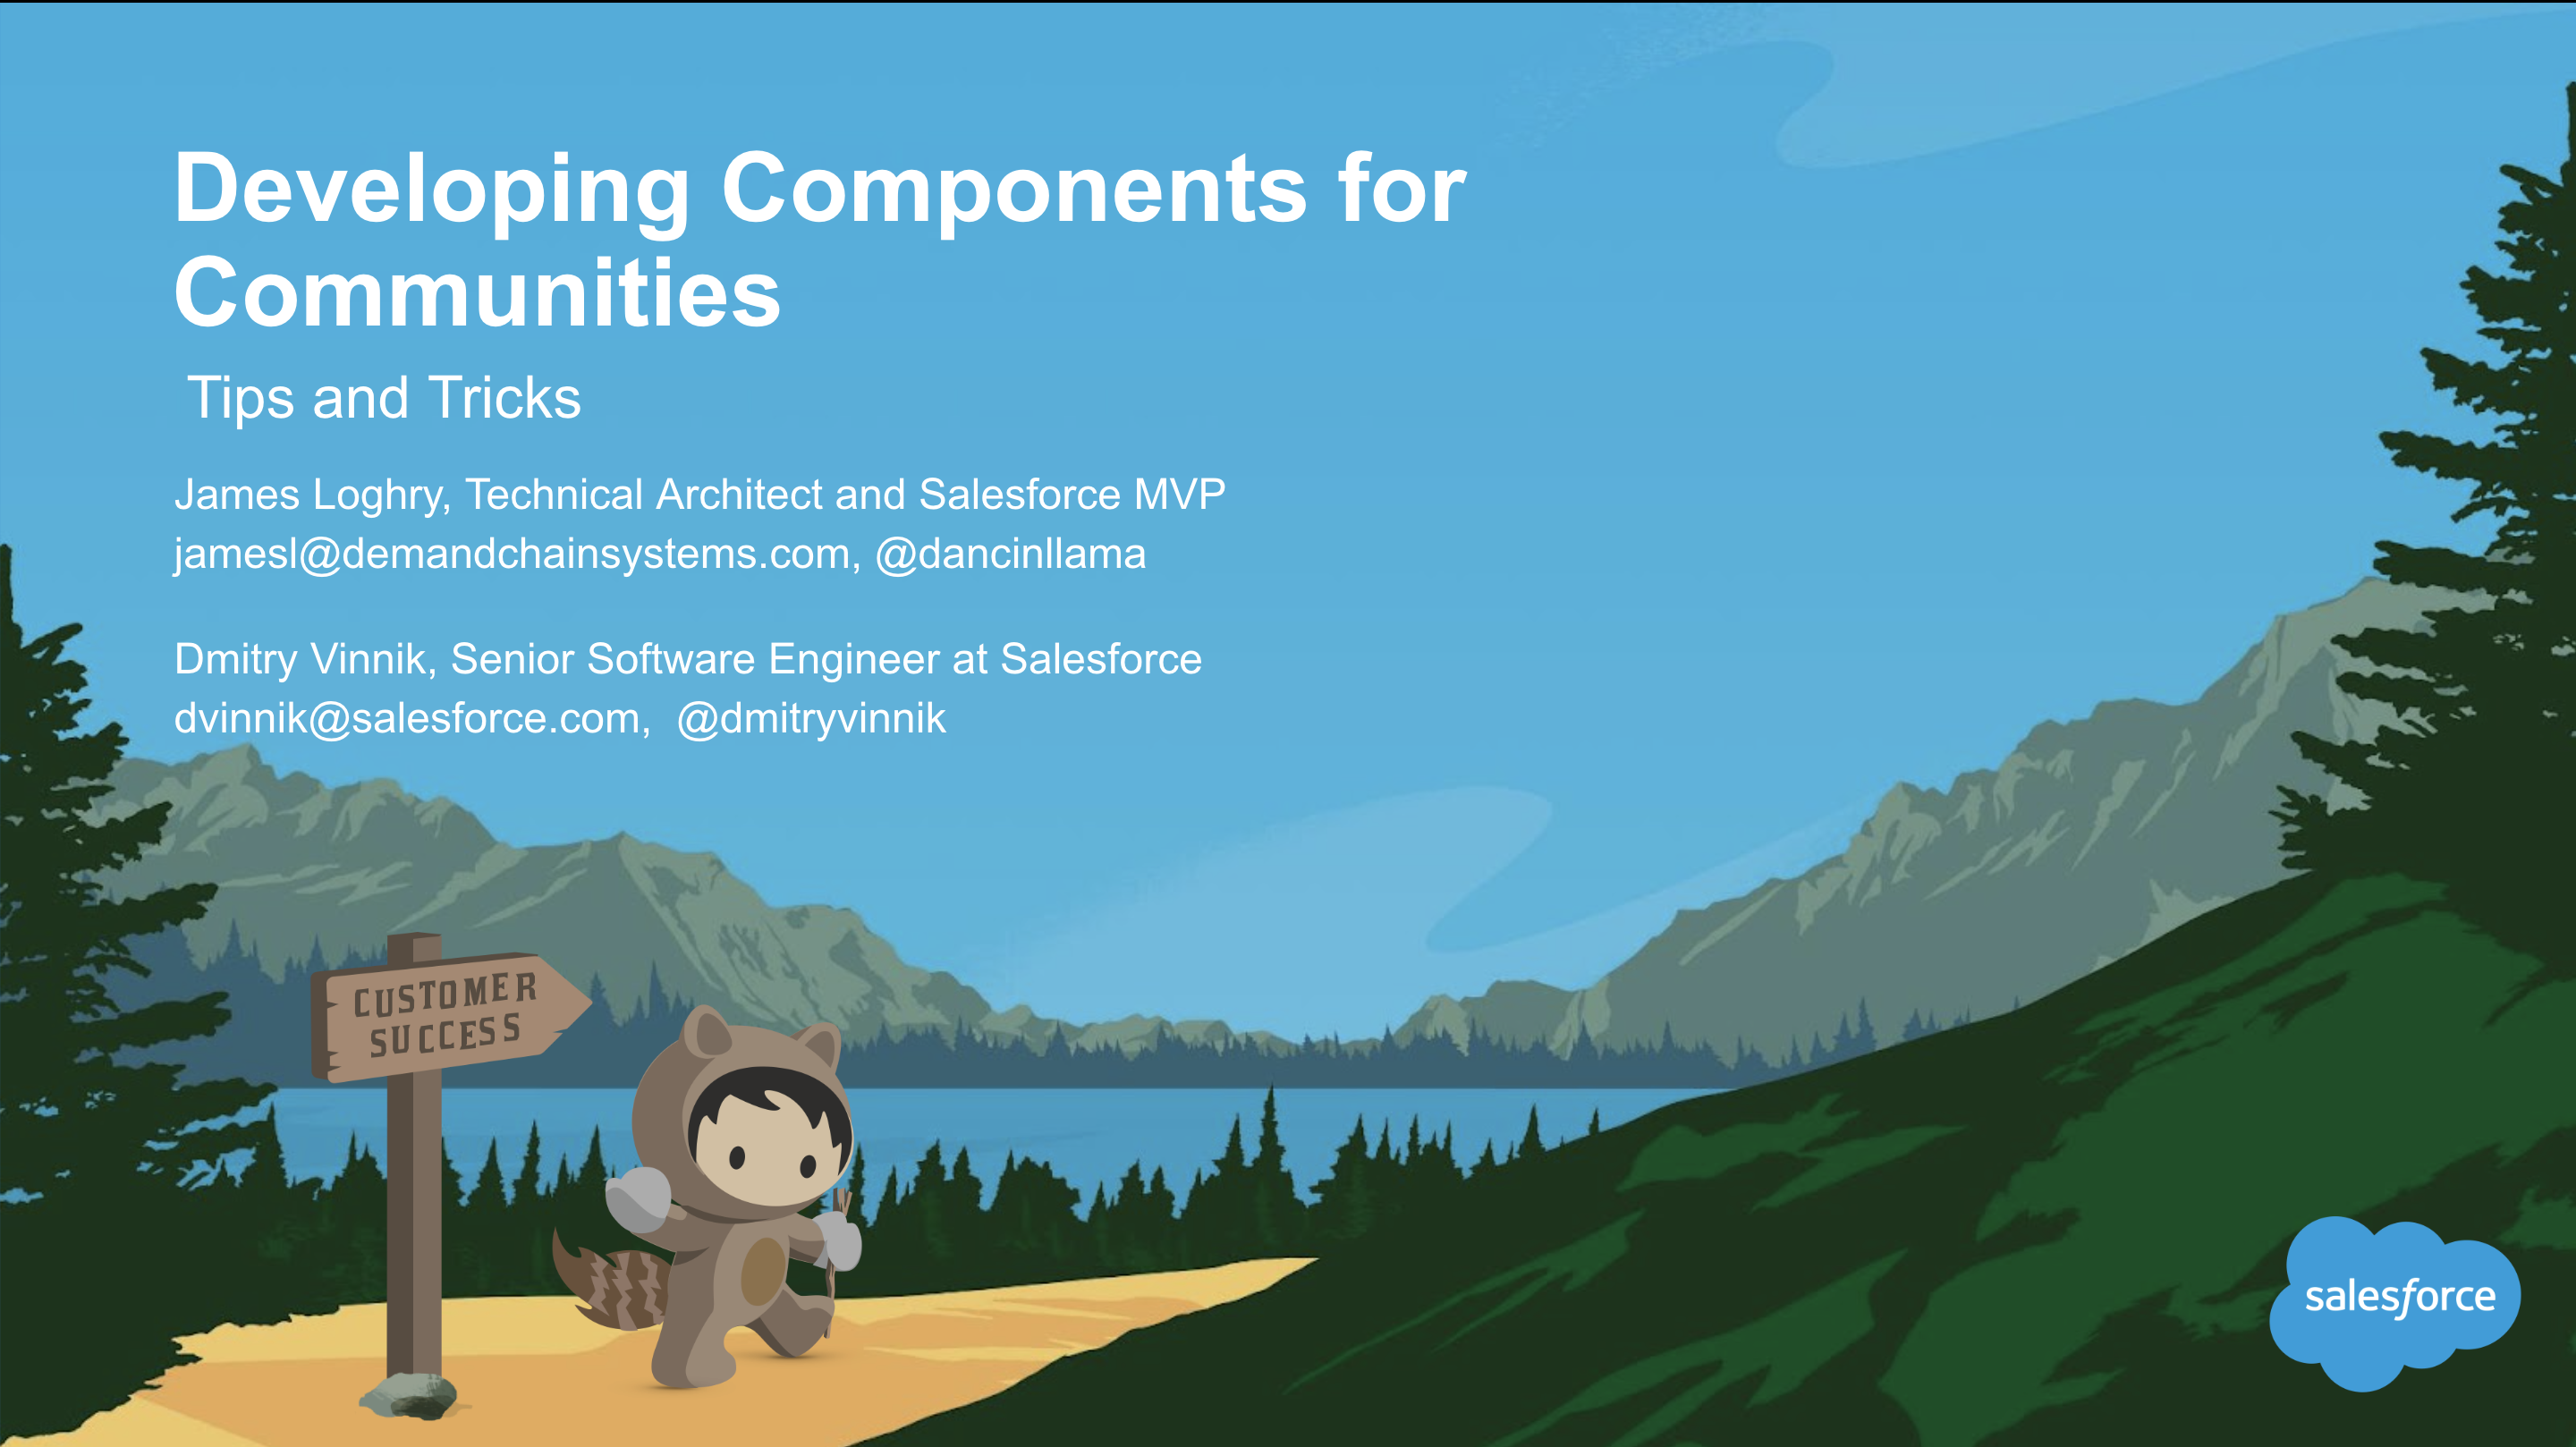 Developing Components for
Communities
Tips and Tricks
James Loghry, Technical Architect and Salesforce MVP
jamesl@demandchainsystems.com, @dancinllama
Dmitry Vinnik, Senior Software Engineer at Salesforce
dvinnik@salesforce.com, @dmitryvinnik
CUSTOMER
SUCCESS
salesforce